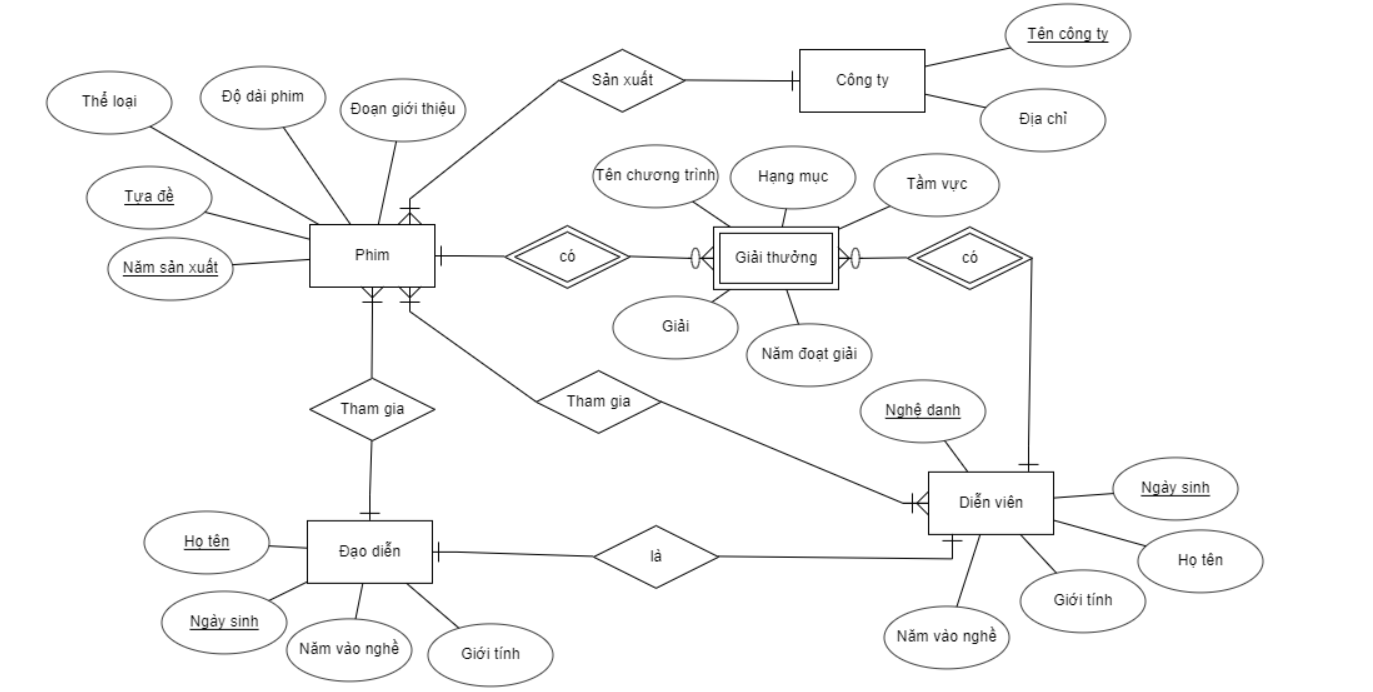 Tên công ty
Sản xuất
Công ty
Thể loại
Độ dài phim
Đoạn giới thiệu
Địa chỉ
Tên chương trình
Hạng mục
Tầm vực
Tựa đề
Phim
có
Giải thưởng
có
Năm sản xuất
Giải
Năm đoạt giải
Tham gia
Tham gia
Nghệ danh
Ngày sinh
Diễn viên
Họ tên
Đạo diễn
là
Họ tên
Giới tính
Ngày sinh
Năm vào nghề
Năm vào nghề
Giới tính